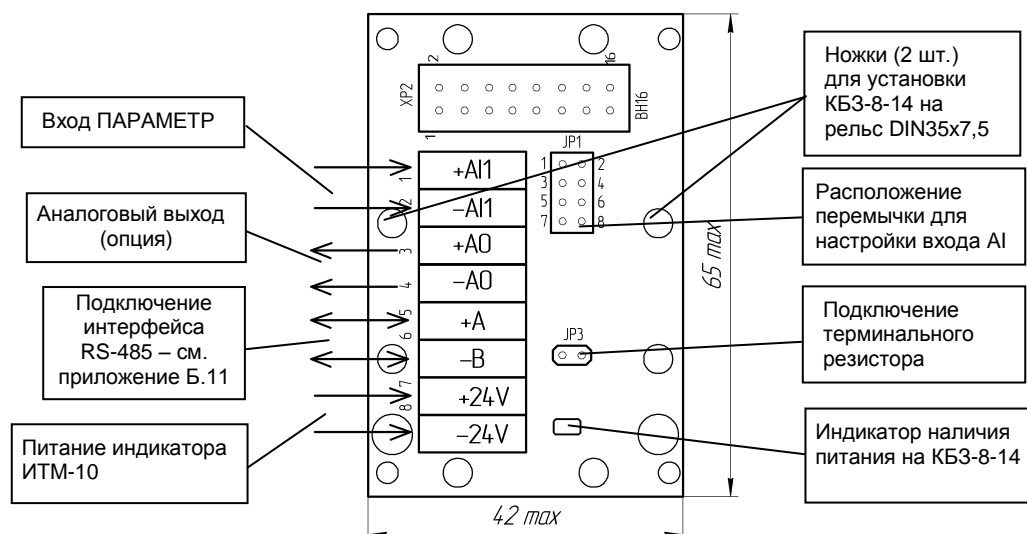 Вход ПАРАМЕТР
Аналоговый выход
(опция)
Подключение
интерфейса
RS-485 – см.
приложение Б.11
Питание индикатора
ИТМ-10
2
16
XP2
BH16
1
JP1
1
2
3
4
5
6
7
8
1
+AI1
2
–AI1
3
+AO
4
–AO
5
+A
6
–B
7
+24V
8
–24V
JP3
65 max
42 max
Ножки (2 шт.)
для установки
КБЗ-8-14 на
рельс DIN35x7,5
Расположение
перемычки для
настройки входа AI
Подключение
терминального
резистора
Индикатор наличия
питания на КБЗ-8-14